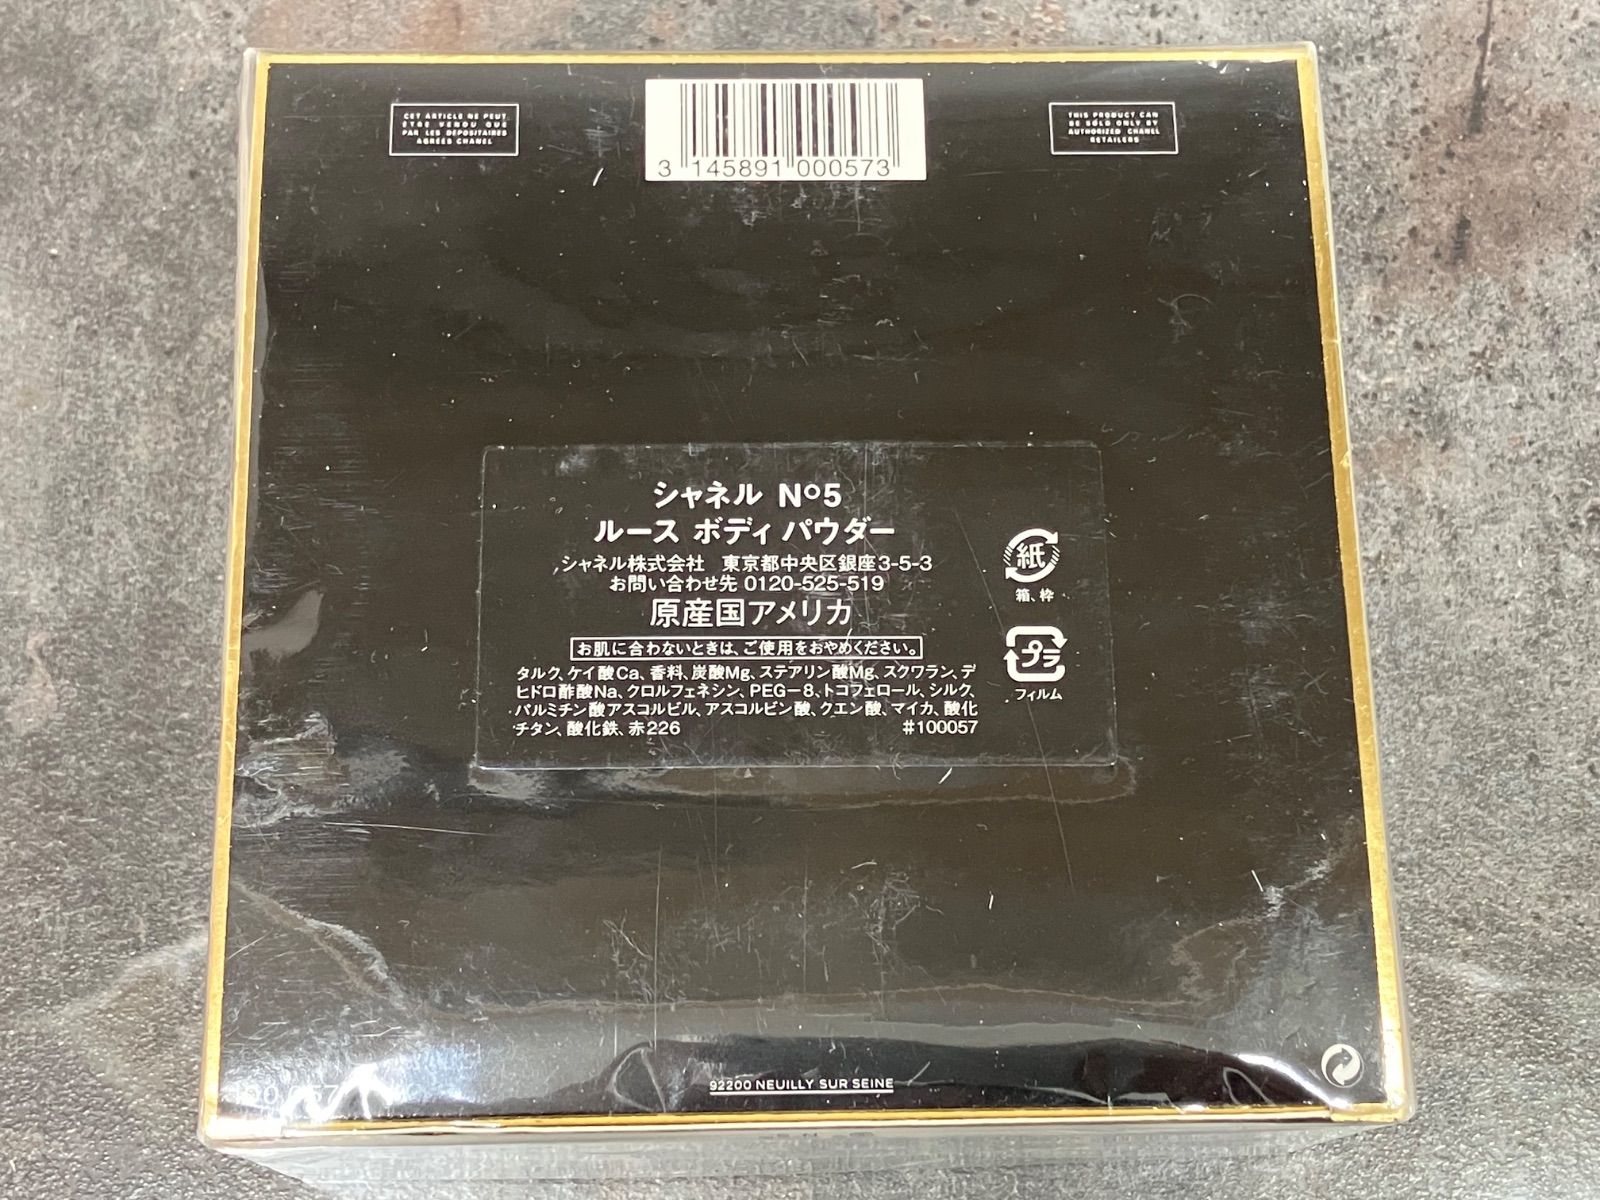 CET ARTICLE NE PEUT
ETRE VENDU QUE
PAR LES DEPOSITAIRES
AGREES CHANEL
3 145891 000573
THIS PRODUCT CAN
BE SOLD ONLY BY
AUTHORIZED CHANEL
RETAILERS
シャネル Nº5
ルース ボディ パウダー
シャネル株式会社 東京都中央区銀座3-5-3
お問い合わせ先 0120-525-519
原産国アメリカ
お肌に合わないときは、ご使用をおやめください。
タルク、ケイ酸Ca、香料、炭酸Mg、ステアリン酸Mg、スクワラン、デ
ヒドロ酢酸Na、クロルフェネシン、PEG－8、トコフェロール、シルク、
パルミチン酸アスコルビル、アスコルビン酸、クエン酸、マイカ、酸化
チタン、酸化鉄、赤226 #100057
紙
箱、枠
プラ
フィルム
92200 NEUILLY SUR SEINE